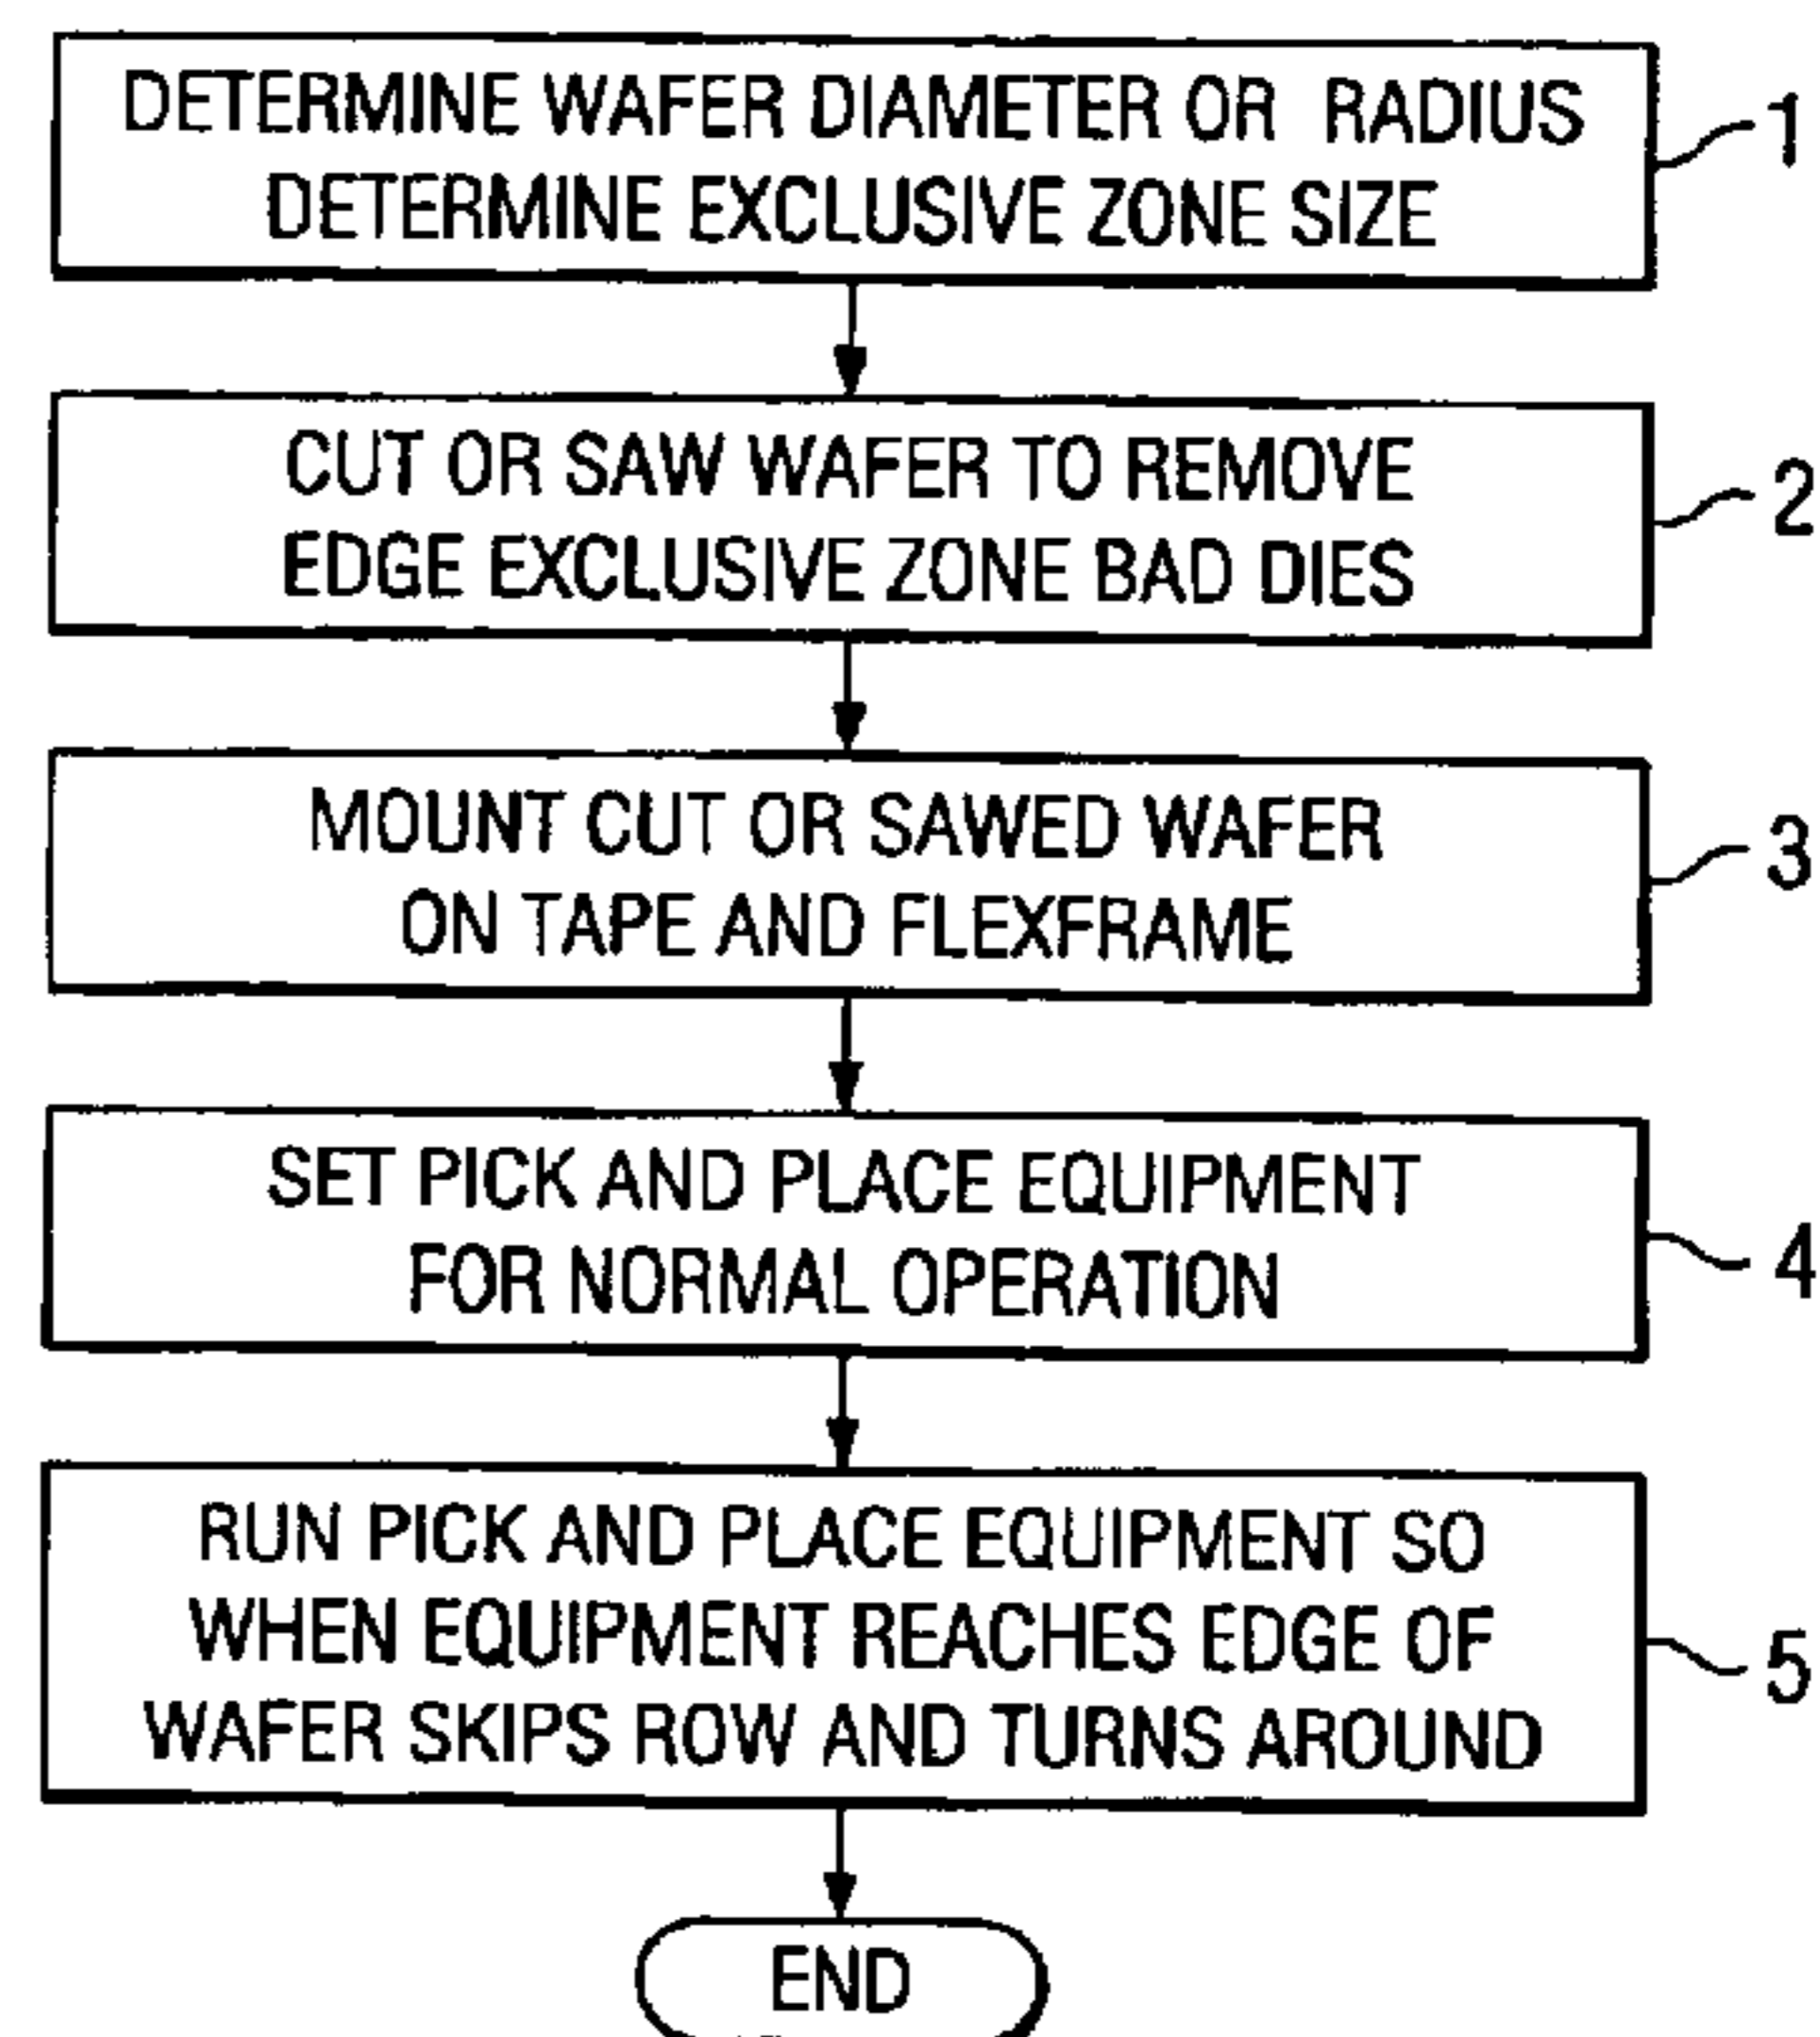 DETERMINE WAFER DIAMETER OR RADIUS
DETERMINE EXCLUSIVE ZONE SIZE
1
CUT OR SAW WAFER TO REMOVE
EDGE EXCLUSIVE ZONE BAD DIES
2
MOUNT CUT OR SAWED WAFER
ON TAPE AND FLEXFRAME
3
SET PICK AND PLACE EQUIPMENT
FOR NORMAL OPERATION
4
RUN PICK AND PLACE EQUIPMENT SO
WHEN EQUIPMENT REACHES EDGE OF
WAFER SKIPS ROW AND TURNS AROUND
5
END